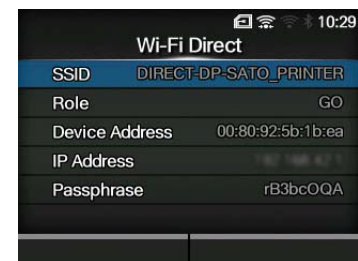 10:29
Wi-Fi Direct
SSID DIRECT-DP-SATO_PRINTER
Role GO
Device Address 00:80:92:5b:1b:ea
IP Address
Passphrase rB3bcOQA